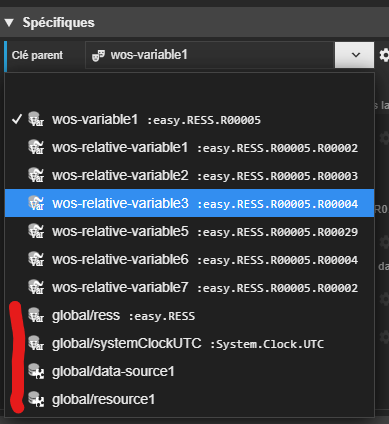 Spécifiques
Clé parent wos-variable1
wos-variable1 :easy.RESS.R00005
wos-relative-variable1 :easy.RESS.R00005.R00002
wos-relative-variable2 :easy.RESS.R00005.R00003
wos-relative-variable3 :easy.RESS.R00005.R00004
wos-relative-variable5 :easy.RESS.R00005.R00029
wos-relative-variable6 :easy.RESS.R00005.R00004
wos-relative-variable7 :easy.RESS.R00005.R00002
global/ress :easy.RESS
global/systemClockUTC :System.Clock.UTC
global/data-source1
global/resource1